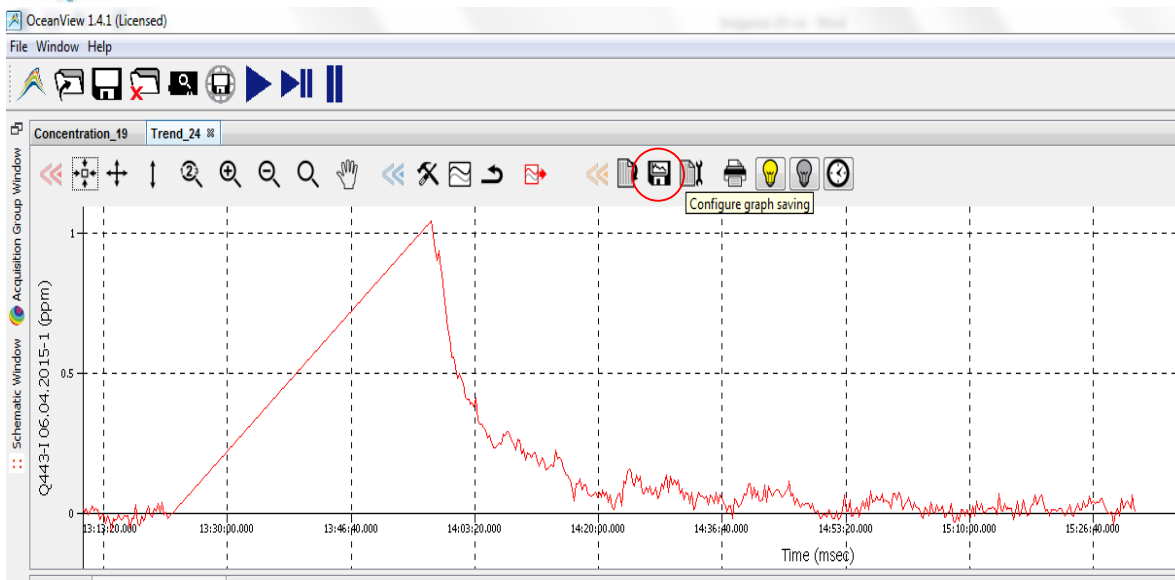 OceanView 1.4.1 (Licensed)
File Window Help
Concentration_19 Trend_24
Configure graph saving
Schematic Window Acquisition Group Window
Q443-I 06.04.2015-1 (ppm)
1
0.5
0
13:13:20.000 13:30:00.000 13:46:40.000 14:03:20.000 14:20:00.000 14:36:40.000 14:53:20.000 15:10:00.000 15:26:40.000
Time (msec)